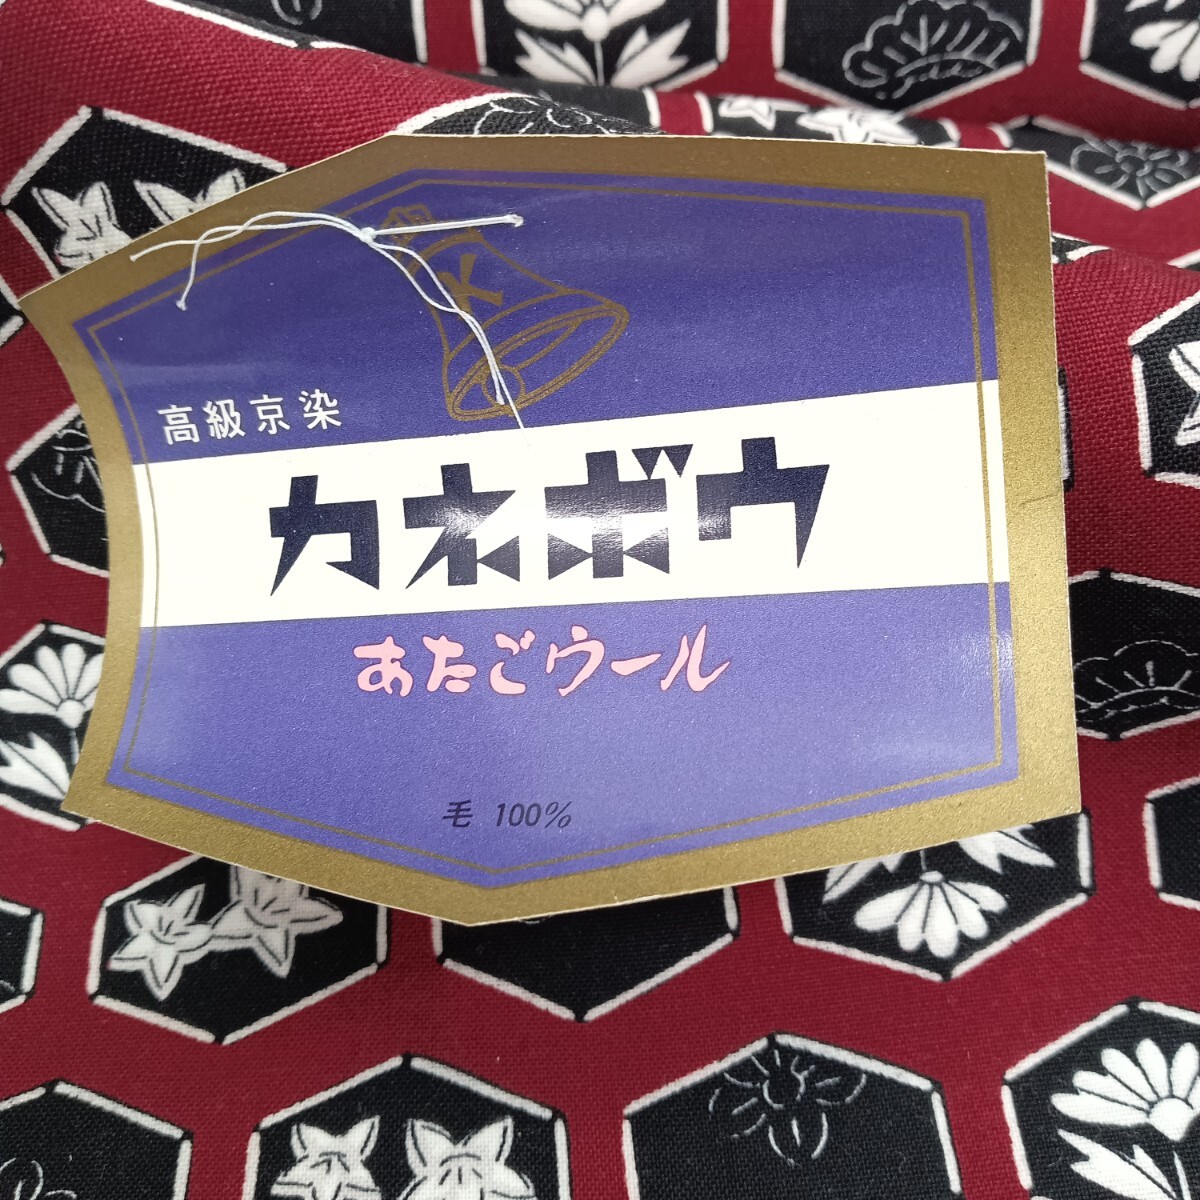 K
高級京染
カネボウ
あたごウール
毛 100%